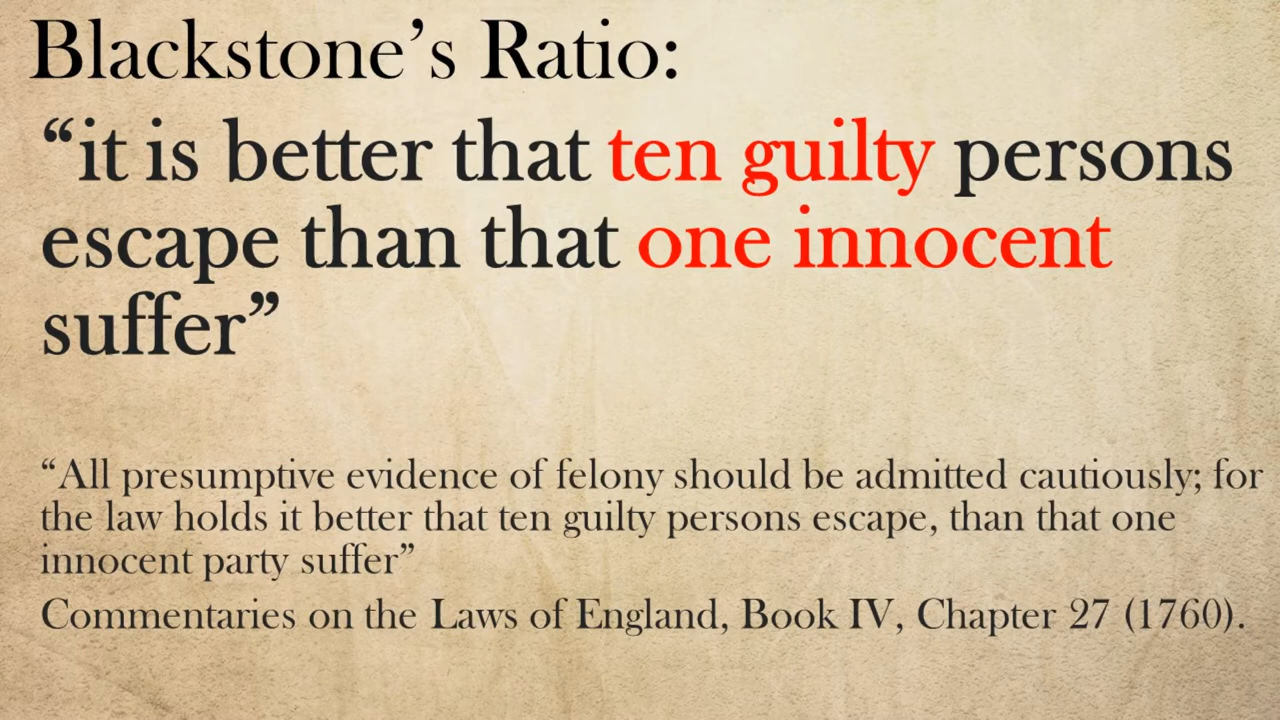 Blackstone’s Ratio:
“it is better that ten guilty persons
escape than that one innocent
suffer”
“All presumptive evidence of felony should be admitted cautiously; for
the law holds it better that ten guilty persons escape, than that one
innocent party suffer”
Commentaries on the Laws of England, Book IV, Chapter 27 (1760).